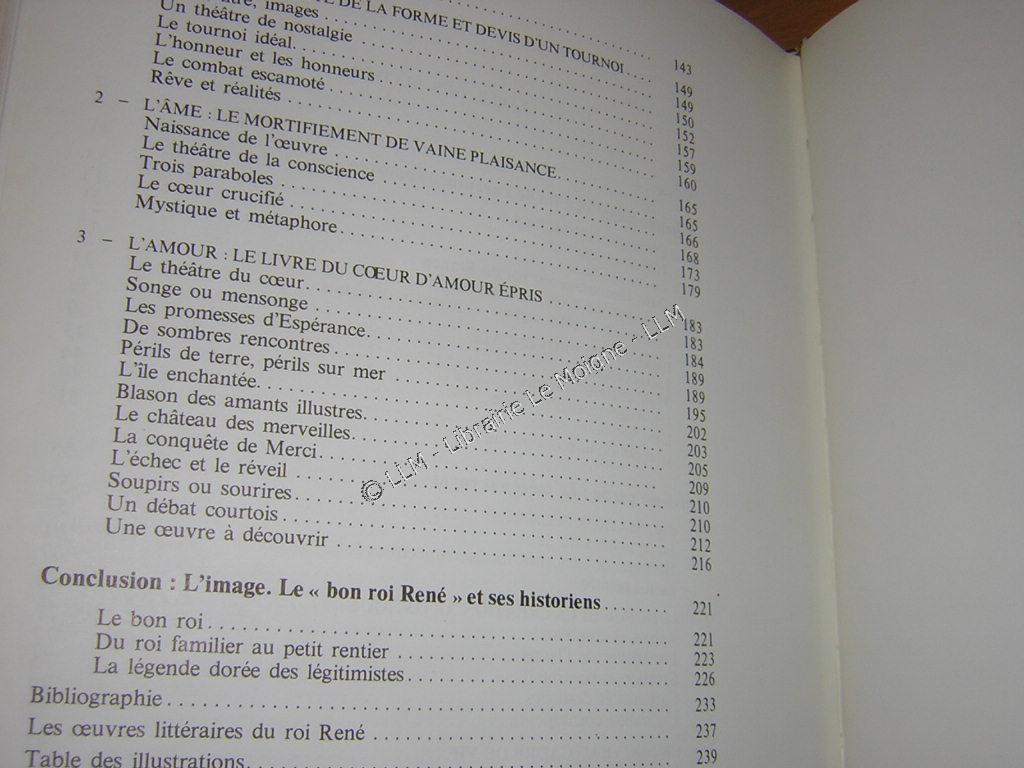 143
DE LA FORME ET DEVIS D'UN TOURNOI .... 149
images ........ 149
Un théâtre de nostalgie ........ 150
Le tournoi idéal ........ 152
L'honneur et les honneurs ........ 157
Le combat escamoté ........ 159
Rêve et réalités ........ 160
2 – L'ÂME : LE MORTIFIEMENT DE VAINE PLAISANCE ........ 165
Naissance de l'œuvre ........ 165
Le théâtre de la conscience ........ 166
Trois paraboles ........ 168
Le cœur crucifié ........ 173
Mystique et métaphore ........ 179
3 – L'AMOUR : LE LIVRE DU CŒUR D'AMOUR ÉPRIS ........ 183
Le théâtre du cœur ........ 183
Songe ou mensonge ........ 184
Les promesses d'Espérance ........ 189
De sombres rencontres ........ 189
Périls de terre, périls sur mer ........ 195
L'île enchantée ........ 202
Blason des amants illustres ........ 203
Le château des merveilles ........ 205
La conquête de Merci ........ 209
L'échec et le réveil ........ 210
Soupirs ou sourires ........ 210
Un débat courtois ........ 212
Une œuvre à découvrir ........ 216
Conclusion : L'image. Le « bon roi René » et ses historiens ........ 221
Le bon roi ........ 221
Du roi familier au petit rentier ........ 223
La légende dorée des légitimistes ........ 226
Bibliographie ........ 233
Les œuvres littéraires du roi René ........ 237
Table des illustrations ........ 239
© LLM - Librairie Le Moigne - LLM